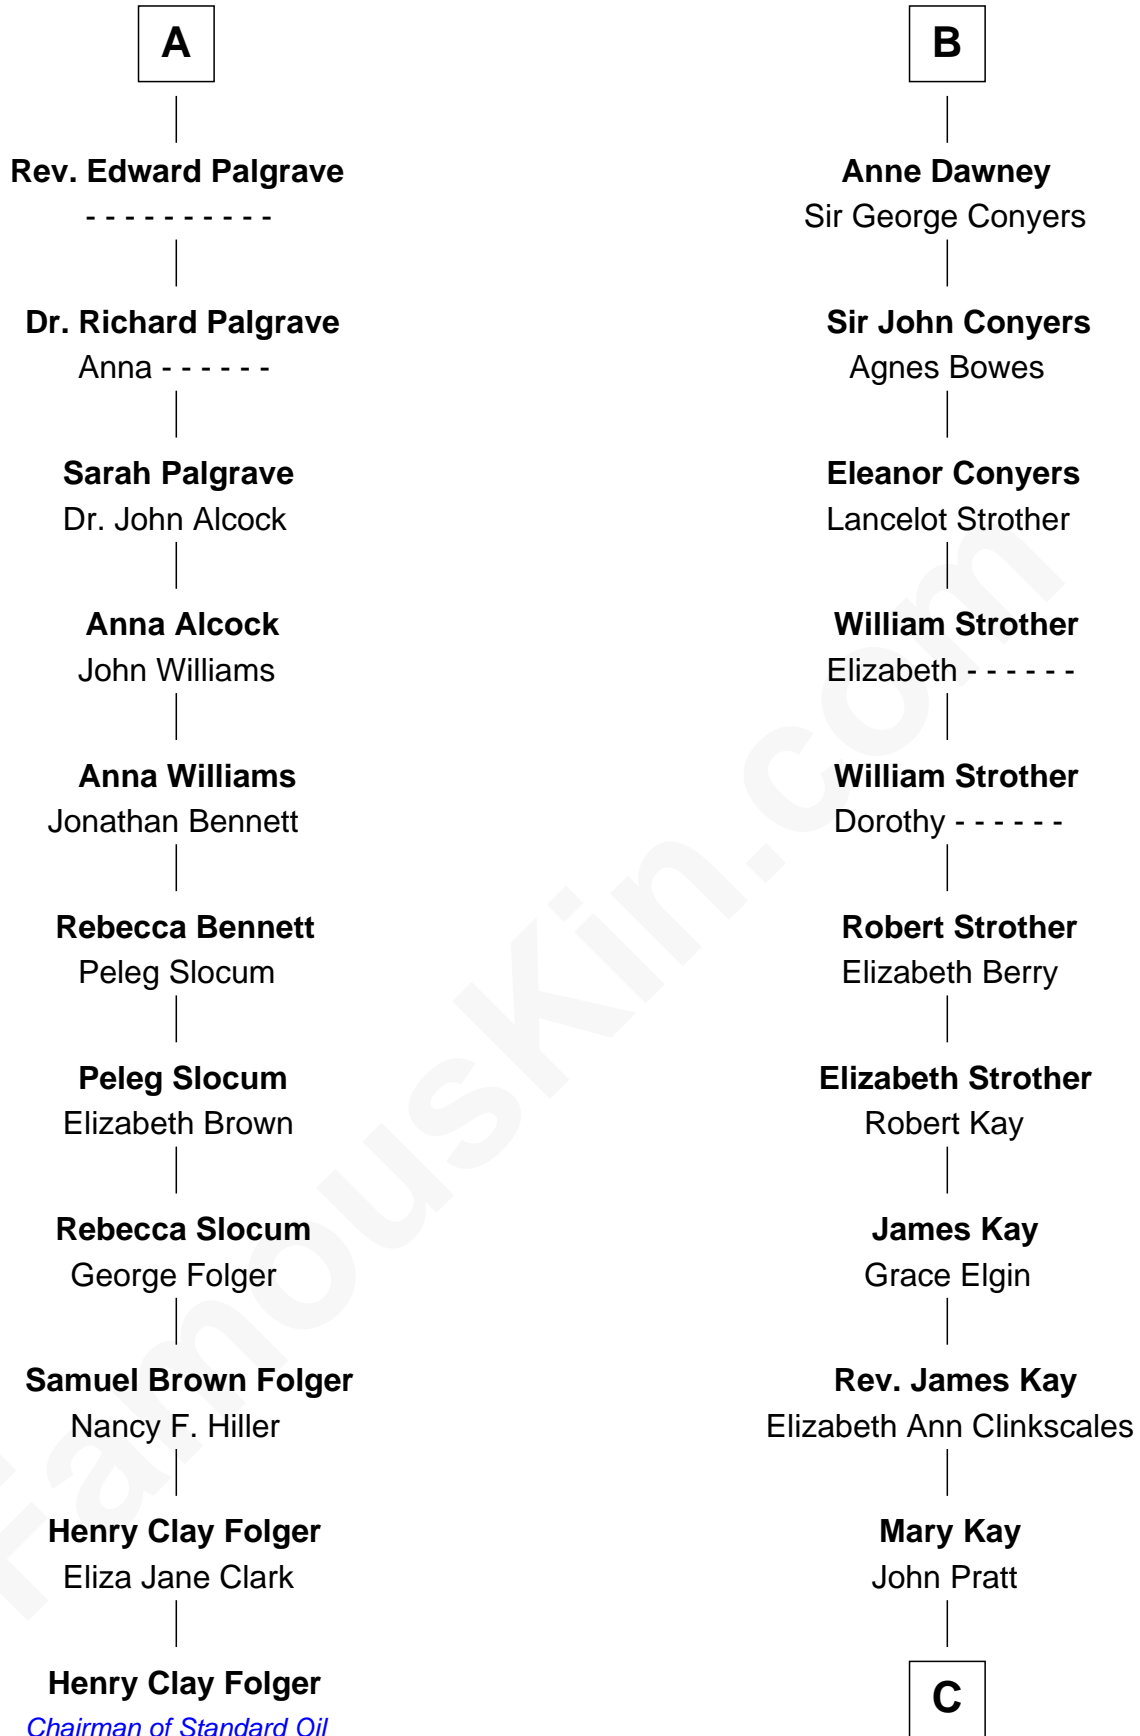 A
Rev. Edward Palgrave
- - - - - - - - - -
Dr. Richard Palgrave
Anna - - - - - -
Sarah Palgrave
Dr. John Alcock
Anna Alcock
John Williams
Anna Williams
Jonathan Bennett
Rebecca Bennett
Peleg Slocum
Peleg Slocum
Elizabeth Brown
Rebecca Slocum
George Folger
Samuel Brown Folger
Nancy F. Hiller
Henry Clay Folger
Eliza Jane Clark
Henry Clay Folger
Chairman of Standard Oil
B
Anne Dawney
Sir George Conyers
Sir John Conyers
Agnes Bowes
Eleanor Conyers
Lancelot Strother
William Strother
Elizabeth - - - - - -
William Strother
Dorothy - - - - - -
Robert Strother
Elizabeth Berry
Elizabeth Strother
Robert Kay
James Kay
Grace Elgin
Rev. James Kay
Elizabeth Ann Clinkscales
Mary Kay
John Pratt
C
FamousKin.com